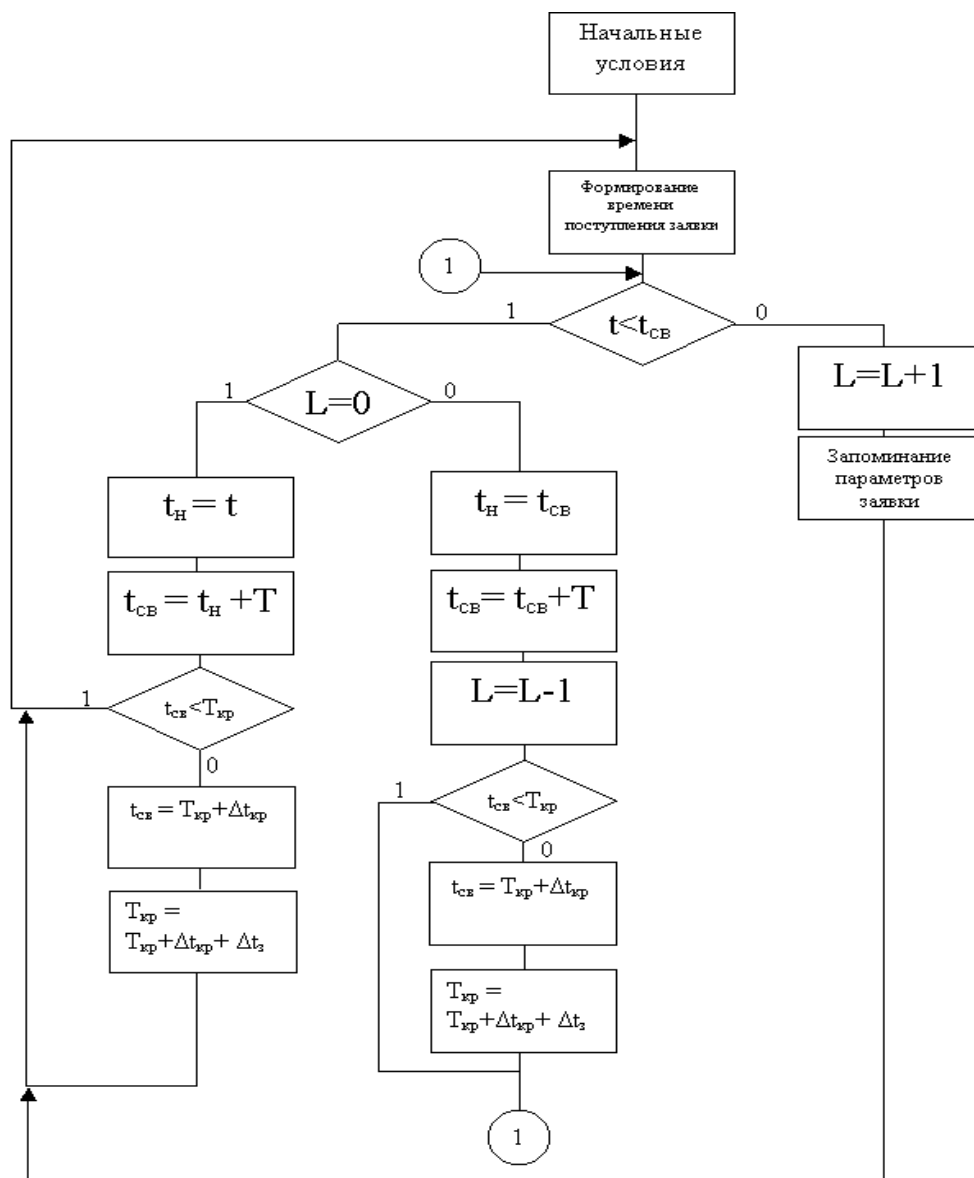 Начальные
условия
Формирование
времени
поступления заявки
1
t<tсв
1
0
L=L+1
Запоминание
параметров
заявки
L=0
1
0
tн = t
tсв = tн +T
tсв<Tкр
1
0
tсв = Tкр+Δtкр
Tкр =
Tкр+Δtкр+ Δtз
tн = tсв
tсв= tсв+T
L=L-1
tсв<Tкр
1
0
tсв = Tкр+Δtкр
Tкр =
Tкр+Δtкр+ Δtз
1